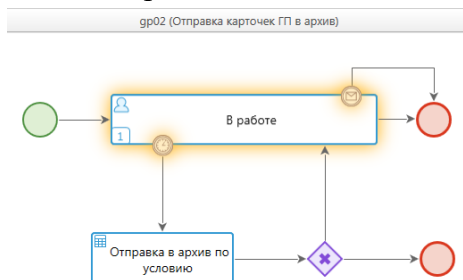 gp02 (Отправка карточек ГП в архив)
В работе
1
Отправка в архив по
условию